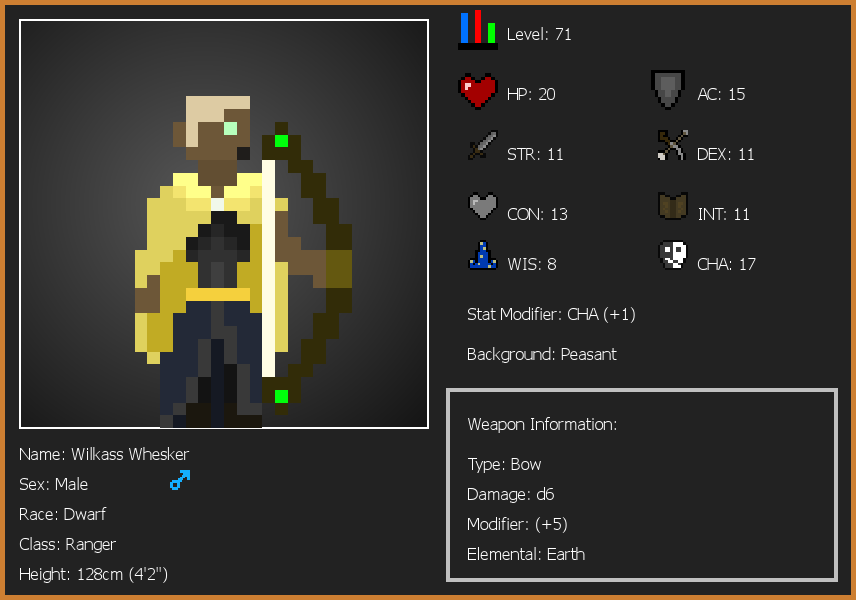 Level: 71
HP: 20
AC: 15
STR: 11
DEX: 11
CON: 13
INT: 11
WIS: 8
CHA: 17
Stat Modifier: CHA (+1)
Background: Peasant
Weapon Information:
Type: Bow
Damage: d6
Modifier: (+5)
Elemental: Earth
Name: Wilkass Whesker
Sex: Male
Race: Dwarf
Class: Ranger
Height: 128cm (4'2")